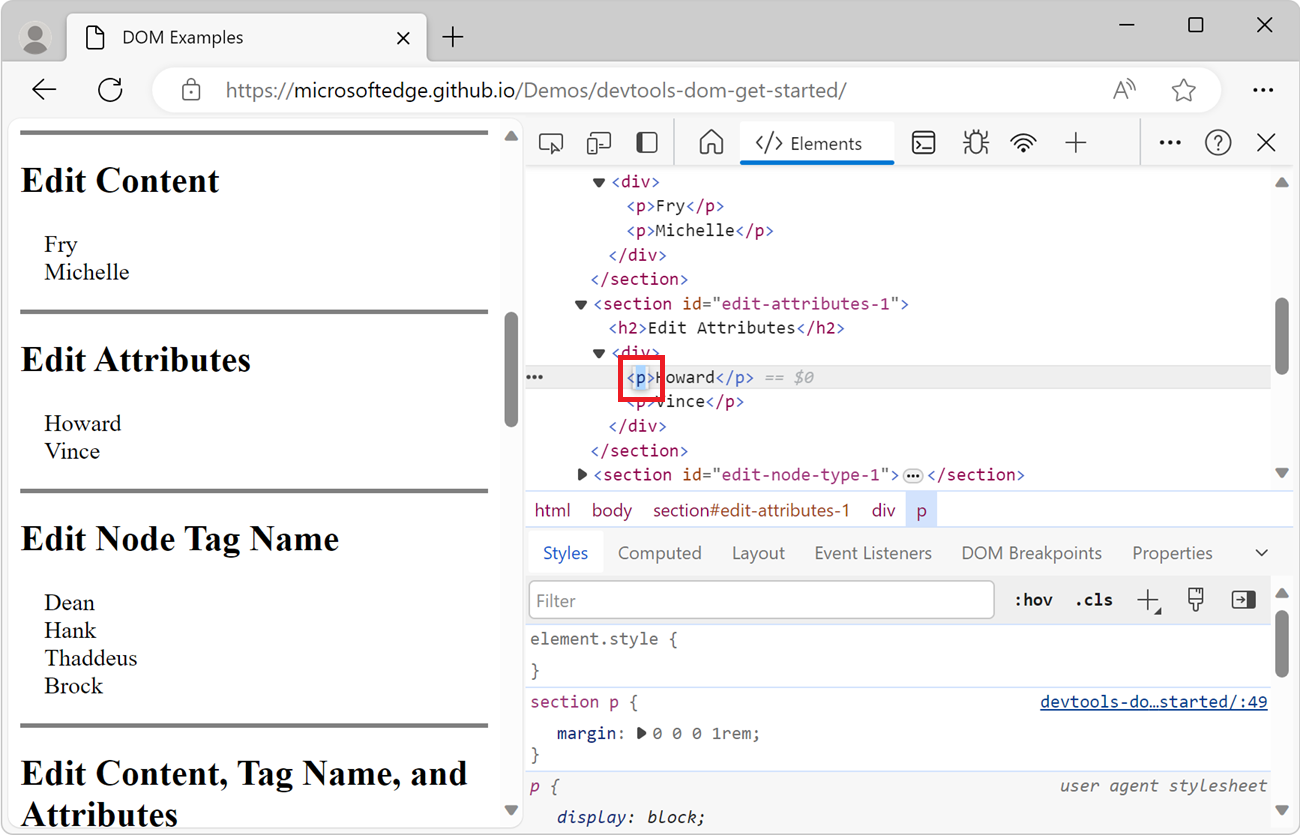 DOM Examples
https://microsoftedge.github.io/Demos/devtools-dom-get-started/
Edit Content
Fry
Michelle
Edit Attributes
Howard
Vince
Edit Node Tag Name
Dean
Hank
Thaddeus
Brock
Edit Content, Tag Name, and
Attributes
</> Elements
<div>
<p>Fry</p>
<p>Michelle</p>
</div>
</section>
<section id="edit-attributes-1">
<h2>Edit Attributes</h2>
<div>
<p>Howard</p> == $0
<p>Vince</p>
</div>
</section>
<section id="edit-node-type-1">…</section>
html body section#edit-attributes-1 div p
Styles Computed Layout Event Listeners DOM Breakpoints Properties
Filter :hov .cls
element.style {
}
section p { devtools-do…started/:49
margin: 0 0 0 1rem;
}
p { user agent stylesheet
display: block;